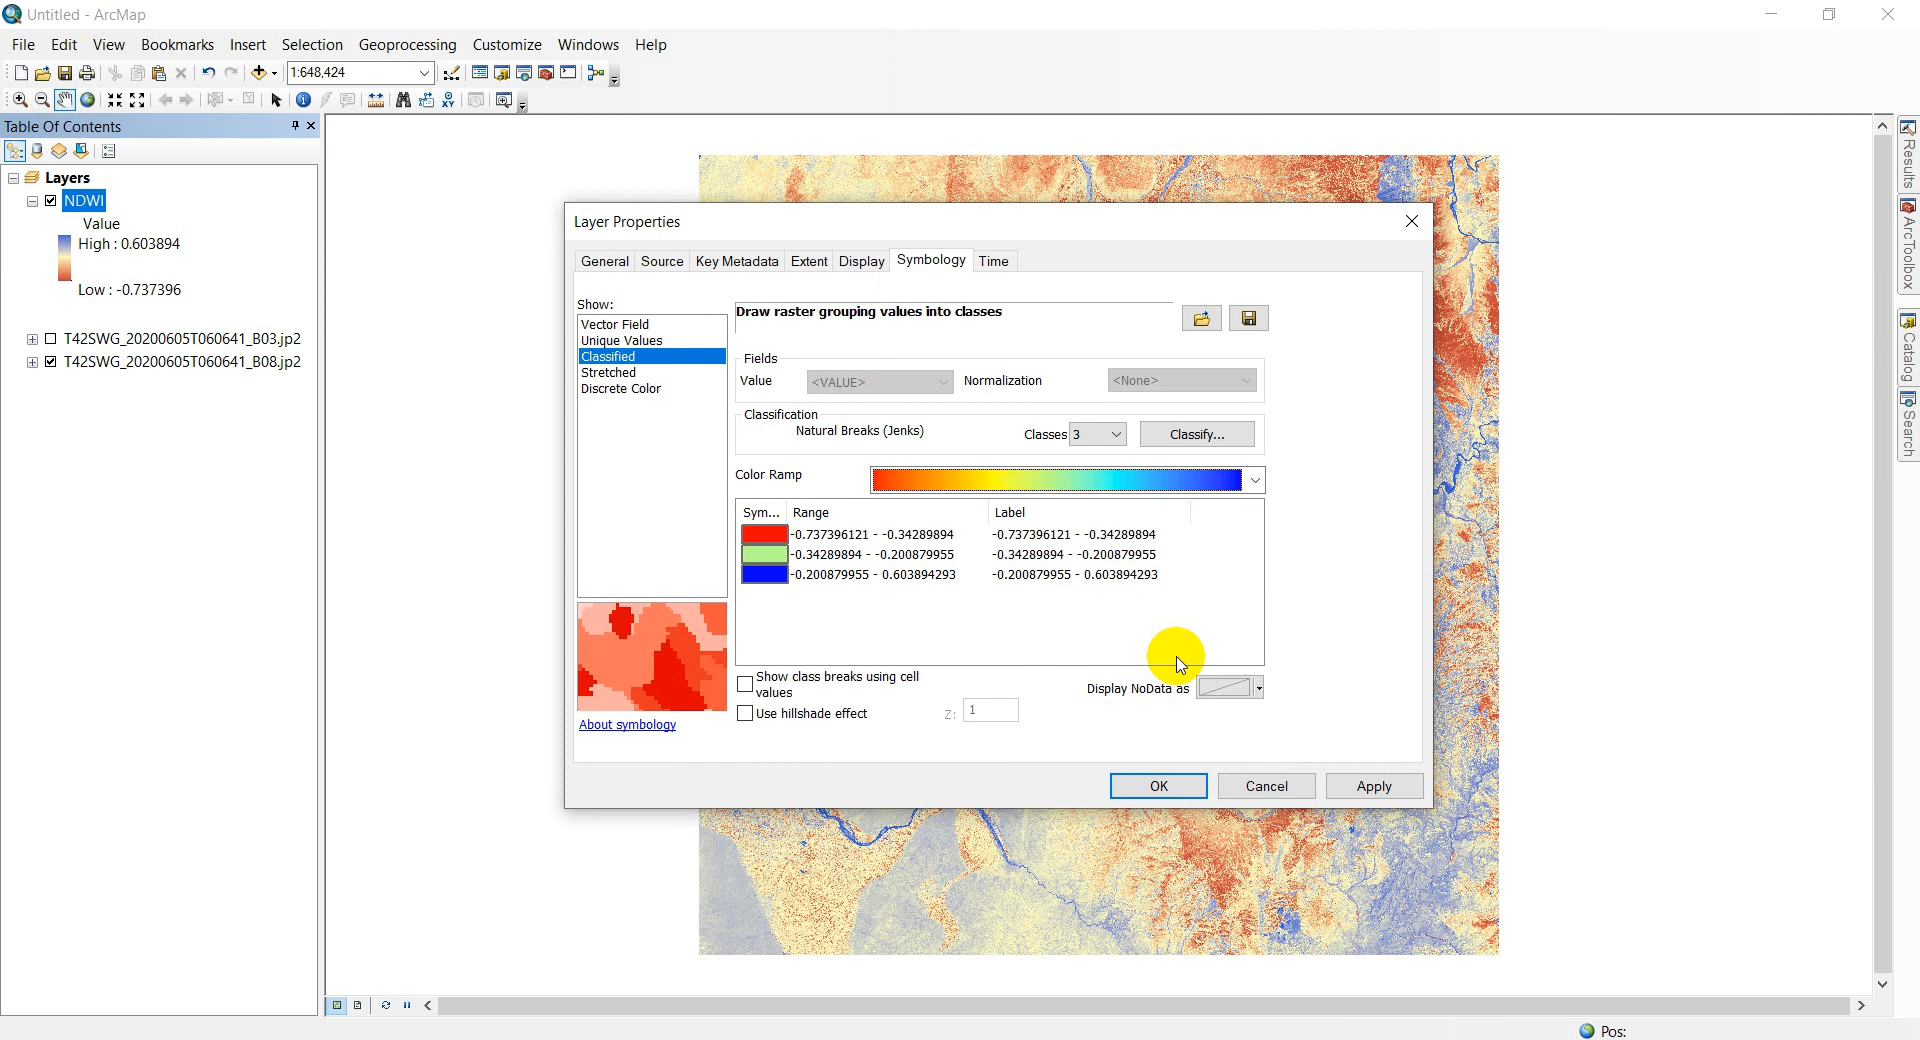 Untitled - ArcMap
File Edit View Bookmarks Insert Selection Geoprocessing Customize Windows Help
1:648,424
Table Of Contents
Layers
NDWI
Value
High : 0.603894
Low : -0.737396
T42SWG_20200605T060641_B03.jp2
T42SWG_20200605T060641_B08.jp2
Layer Properties
General Source Key Metadata Extent Display Symbology Time
Show:
Vector Field
Unique Values
Classified
Stretched
Discrete Color
About symbology
Draw raster grouping values into classes
Fields
Value <VALUE> Normalization <None>
Classification
Natural Breaks (Jenks)
Classes 3 Classify...
Color Ramp
Sym... Range Label
-0.737396121 - -0.34289894 -0.737396121 - -0.34289894
-0.34289894 - -0.200879955 -0.34289894 - -0.200879955
-0.200879955 - 0.603894293 -0.200879955 - 0.603894293
Show class breaks using cell
values
Display NoData as
Use hillshade effect Z: 1
OK Cancel Apply
Results
ArcToolbox
Catalog
Search
Pos: